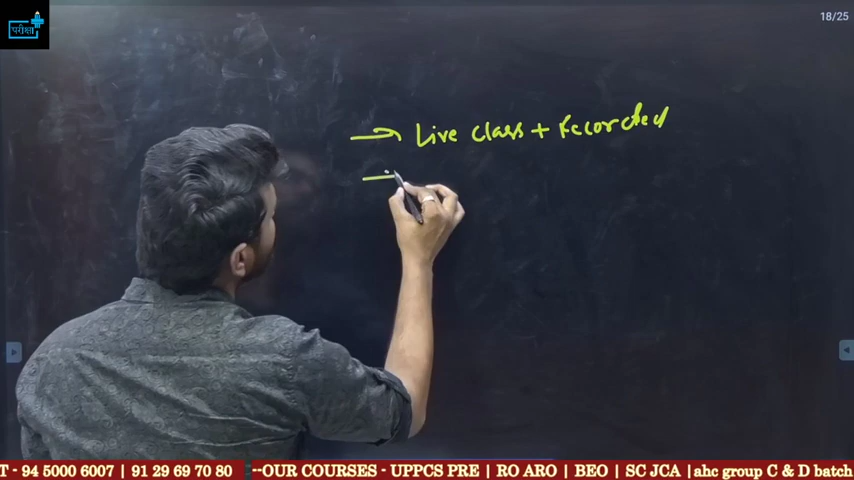 परीक्षा
18/25
→ Live class + Recorded
T - 94 5000 6007 | 91 29 69 70 80 --OUR COURSES - UPPCS PRE | RO ARO | BEO | SC JCA |ahc group C & D batch